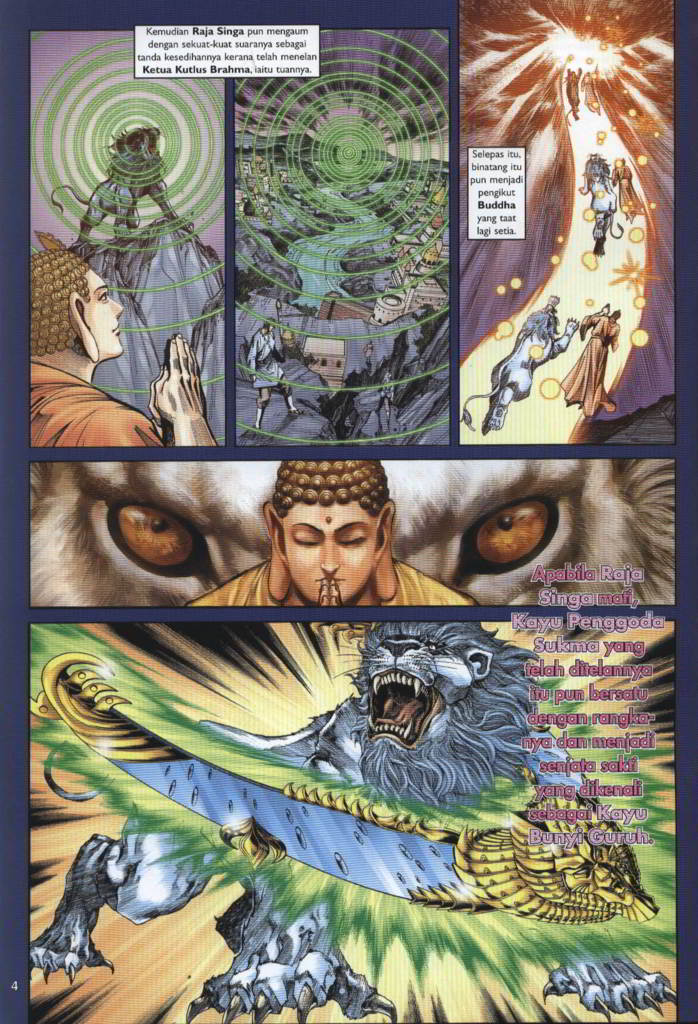 Kemudian Raja Singa pun mengaum
dengan sekuat-kuat suaranya sebagai
tanda kesedihannya kerana telah menelan
Ketua Kutlus Brahma, iaitu tuannya.
Selepas itu,
binatang itu
pun menjadi
pengikut
Buddha
yang taat
lagi setia.
Apabila Raja
Singa mati,
Kayu Penggoda
Sukma yang
telah ditelannya
itu pun bersatu
dengan rangka-
nya dan menjadi
senjata sakti
yang dikenali
sebagai Kayu
Bunyi Guruh.
4